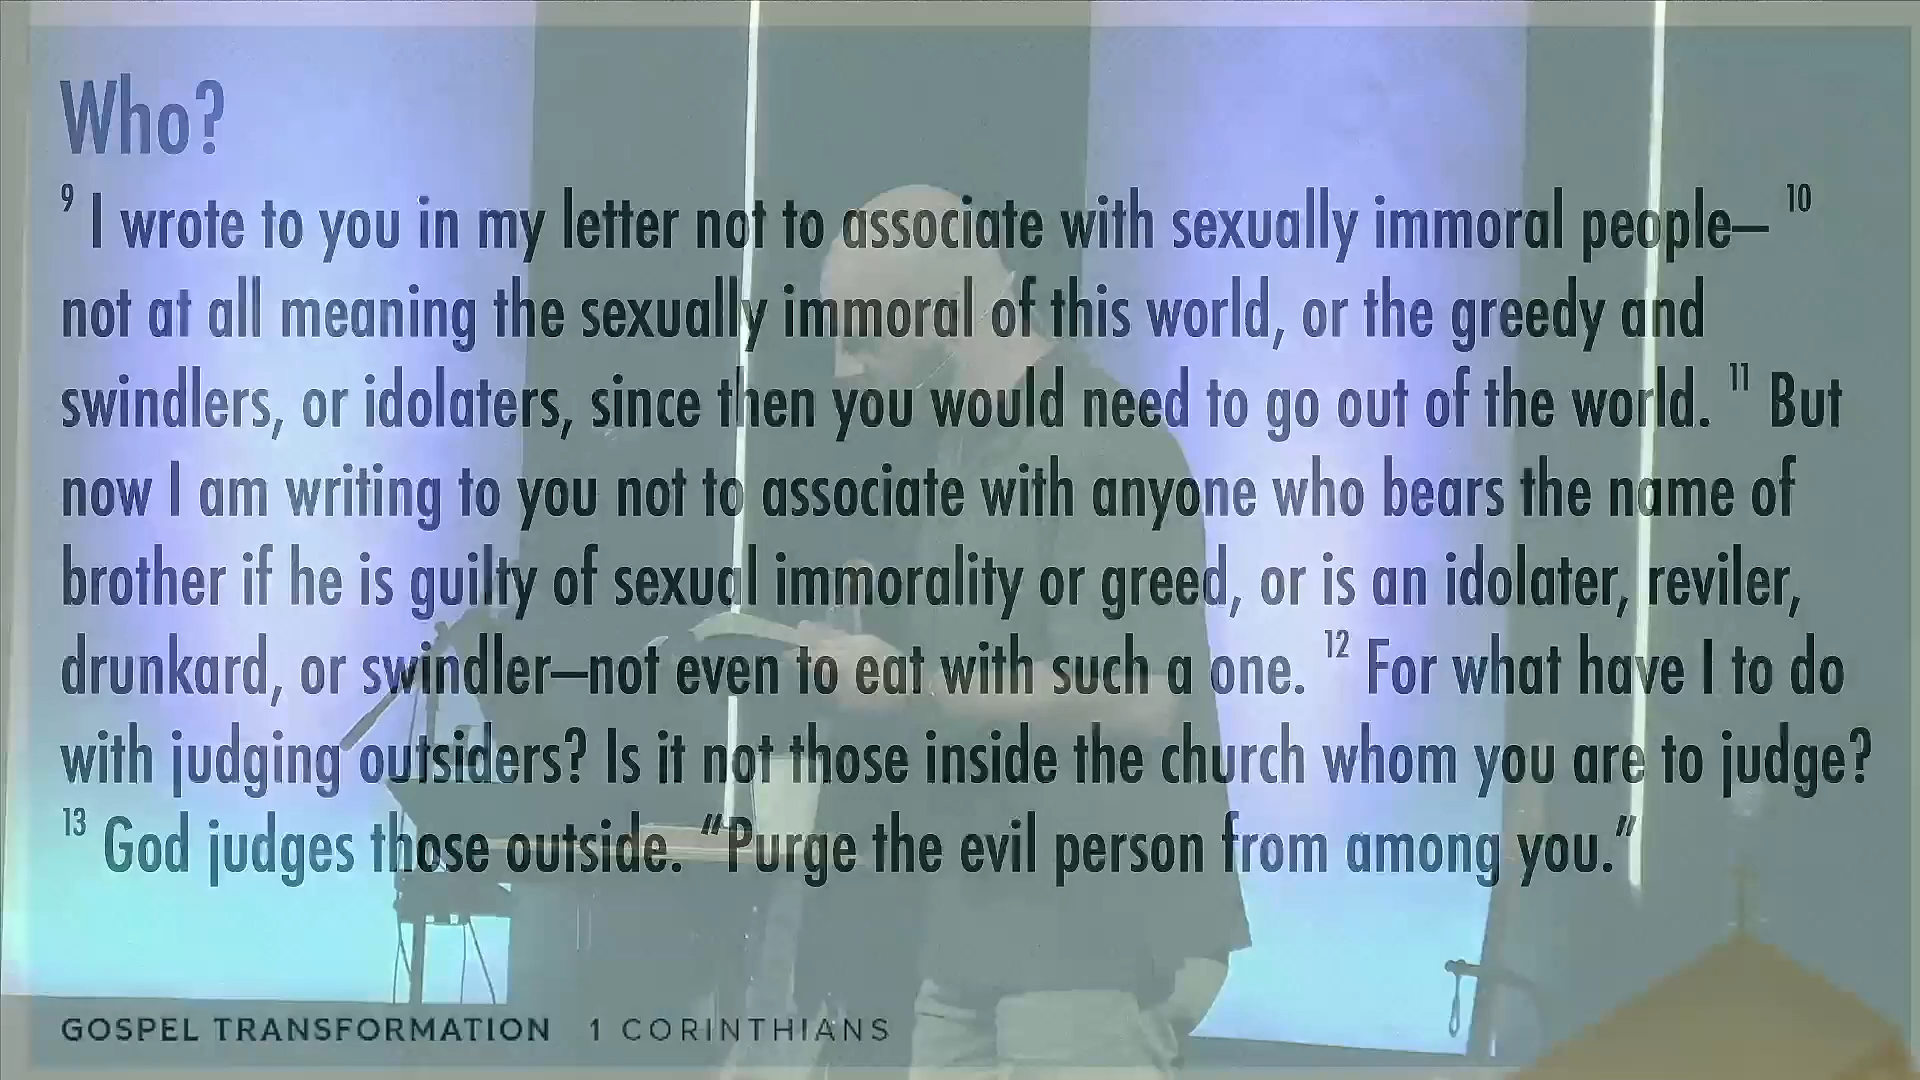 Who?
9 I wrote to you in my letter not to associate with sexually immoral people— 10
not at all meaning the sexually immoral of this world, or the greedy and
swindlers, or idolaters, since then you would need to go out of the world. 11 But
now I am writing to you not to associate with anyone who bears the name of
brother if he is guilty of sexual immorality or greed, or is an idolater, reviler,
drunkard, or swindler—not even to eat with such a one. 12 For what have I to do
with judging outsiders? Is it not those inside the church whom you are to judge?
13 God judges those outside. “Purge the evil person from among you.”
GOSPEL TRANSFORMATION 1 CORINTHIANS